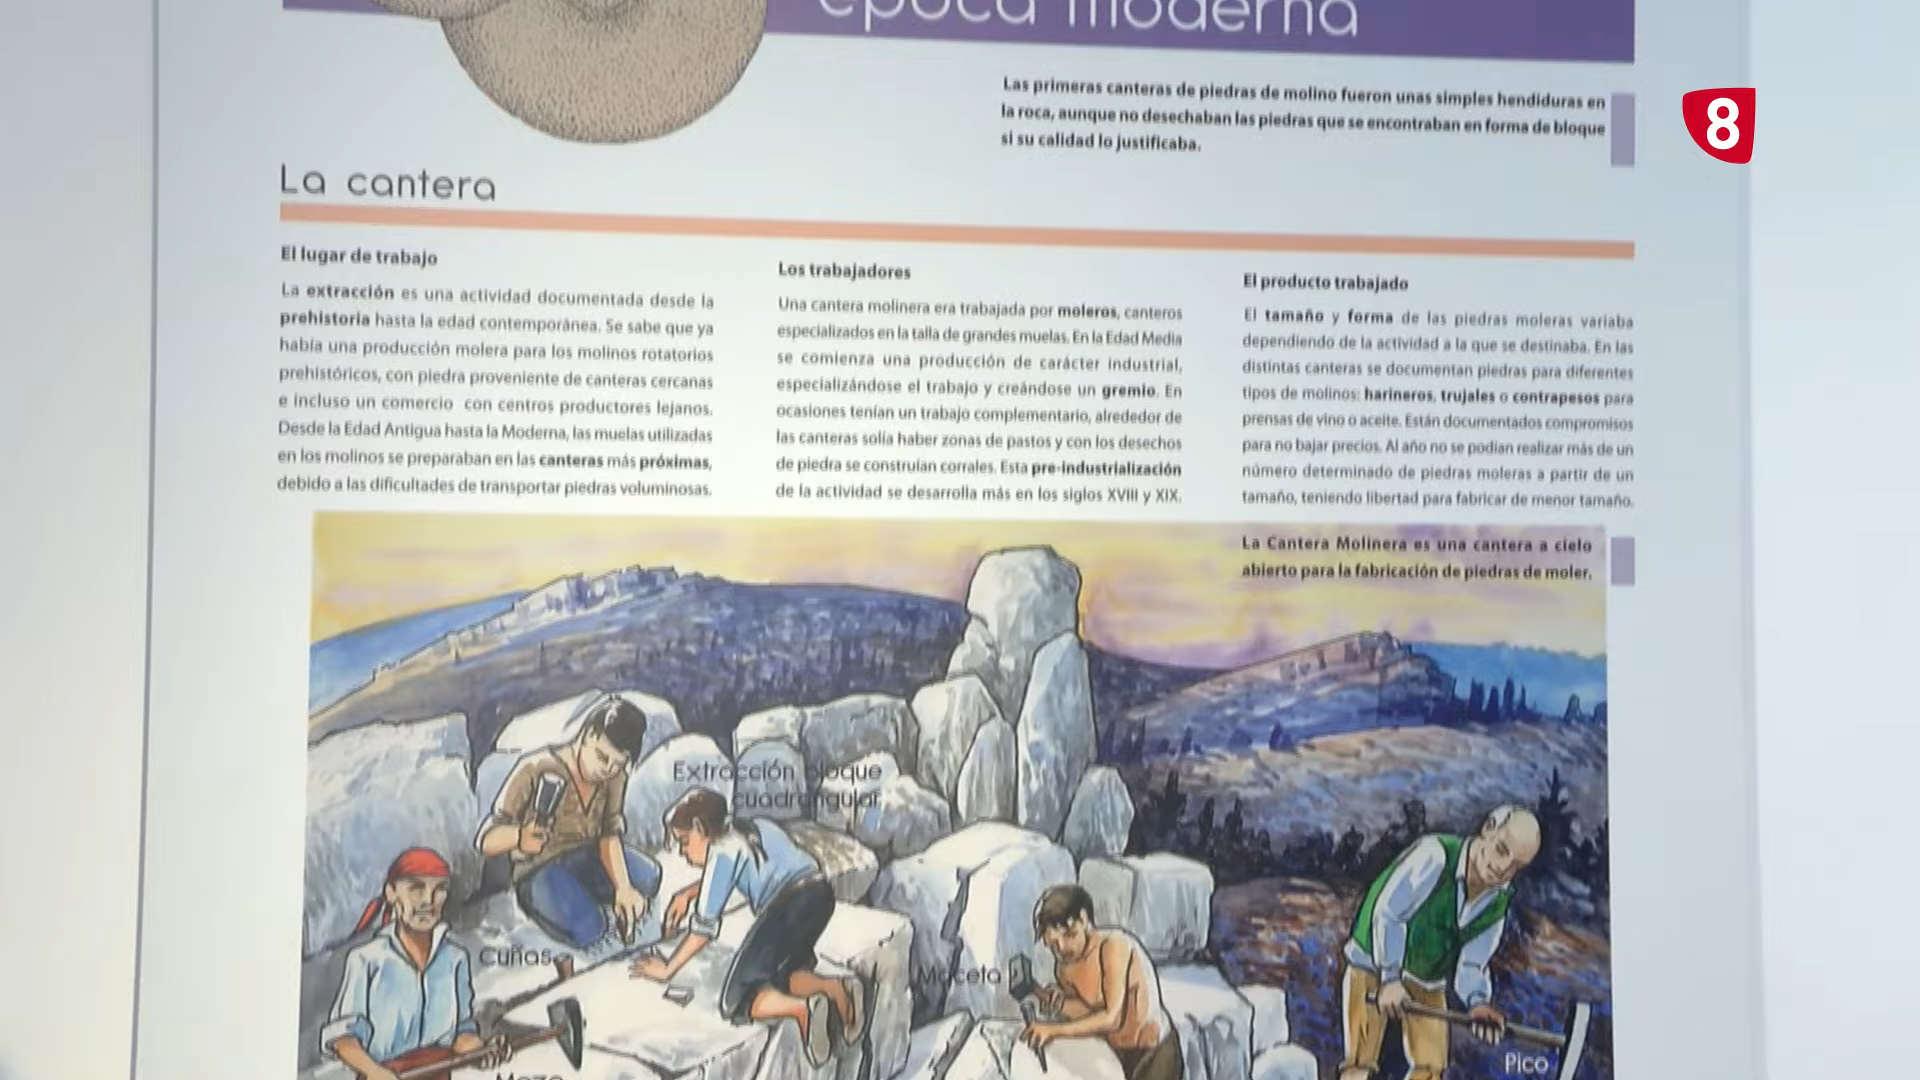 época moderna
Las primeras canteras de piedras de molino fueron unas simples hendiduras en
la roca, aunque no desechaban las piedras que se encontraban en forma de bloque
si su calidad lo justificaba.
8
La cantera
El lugar de trabajo
La extracción es una actividad documentada desde la
prehistoria hasta la edad contemporánea. Se sabe que ya
había una producción molera para los molinos rotatorios
prehistóricos, con piedra proveniente de canteras cercanas
e incluso un comercio con centros productores lejanos.
Desde la Edad Antigua hasta la Moderna, las muelas utilizadas
en los molinos se preparaban en las canteras más próximas,
debido a las dificultades de transportar piedras voluminosas.
Los trabajadores
Una cantera molinera era trabajada por moleros, canteros
especializados en la talla de grandes muelas. En la Edad Media
se comienza una producción de carácter industrial,
especializándose el trabajo y creándose un gremio. En
ocasiones tenían un trabajo complementario, alrededor de
las canteras solía haber zonas de pastos y con los desechos
de piedra se construían corrales. Esta pre-industrialización
de la actividad se desarrolla más en los siglos XVIII y XIX.
El producto trabajado
El tamaño y forma de las piedras moleras variaba
dependiendo de la actividad a la que se destinaba. En las
distintas canteras se documentan piedras para diferentes
tipos de molinos: harineros, trujales o contrapesos para
prensas de vino o aceite. Están documentados compromisos
para no bajar precios. Al año no se podían realizar más de un
número determinado de piedras moleras a partir de un
tamaño, teniendo libertad para fabricar de menor tamaño.
La Cantera Molinera es una cantera a cielo
abierto para la fabricación de piedras de moler.
Extracción bloque
cuadrangular
Cuñas
Maceta
Pico
Mazo